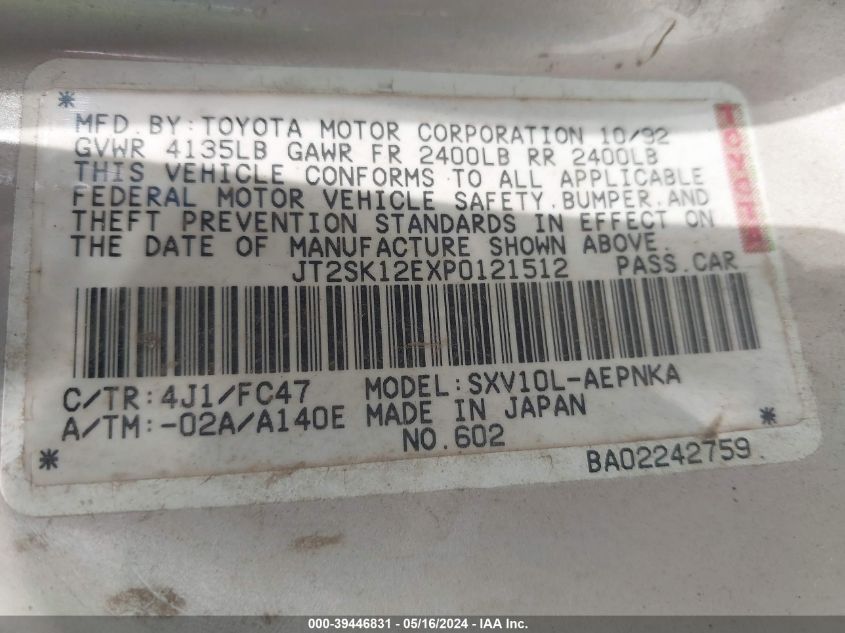 MFD. BY: TOYOTA MOTOR CORPORATION 10/92
GVWR 4135LB GAWR FR 2400LB RR 2400LB
THIS VEHICLE CONFORMS TO ALL APPLICABLE
FEDERAL MOTOR VEHICLE SAFETY, BUMPER, AND
THEFT PREVENTION STANDARDS IN EFFECT ON
THE DATE OF MANUFACTURE SHOWN ABOVE.
JT2SK12EXP0121512 PASS. CAR
TOYOTA
C/TR: 4J1/FC47 MODEL: SXV10L-AEPNKA
A/TM: -02A/A140E MADE IN JAPAN
NO. 602
BA02242759
000-39446831 - 05/16/2024 - IAA Inc.